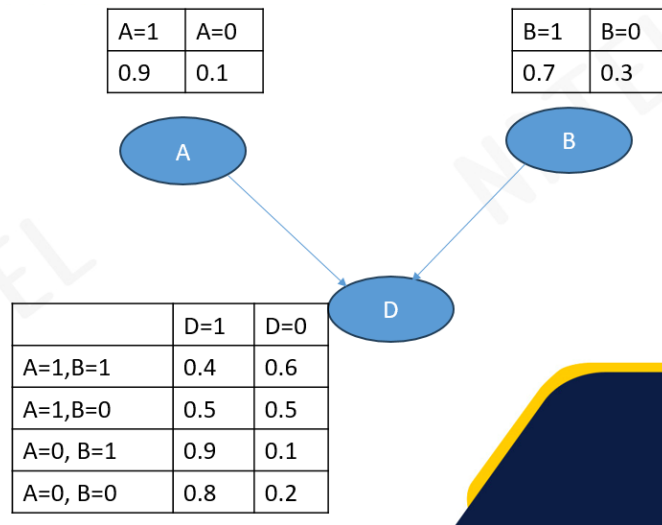 A=1 A=0
0.9 0.1
B=1 B=0
0.7 0.3
A
B
D
D=1 D=0
A=1,B=1 0.4 0.6
A=1,B=0 0.5 0.5
A=0, B=1 0.9 0.1
A=0, B=0 0.8 0.2